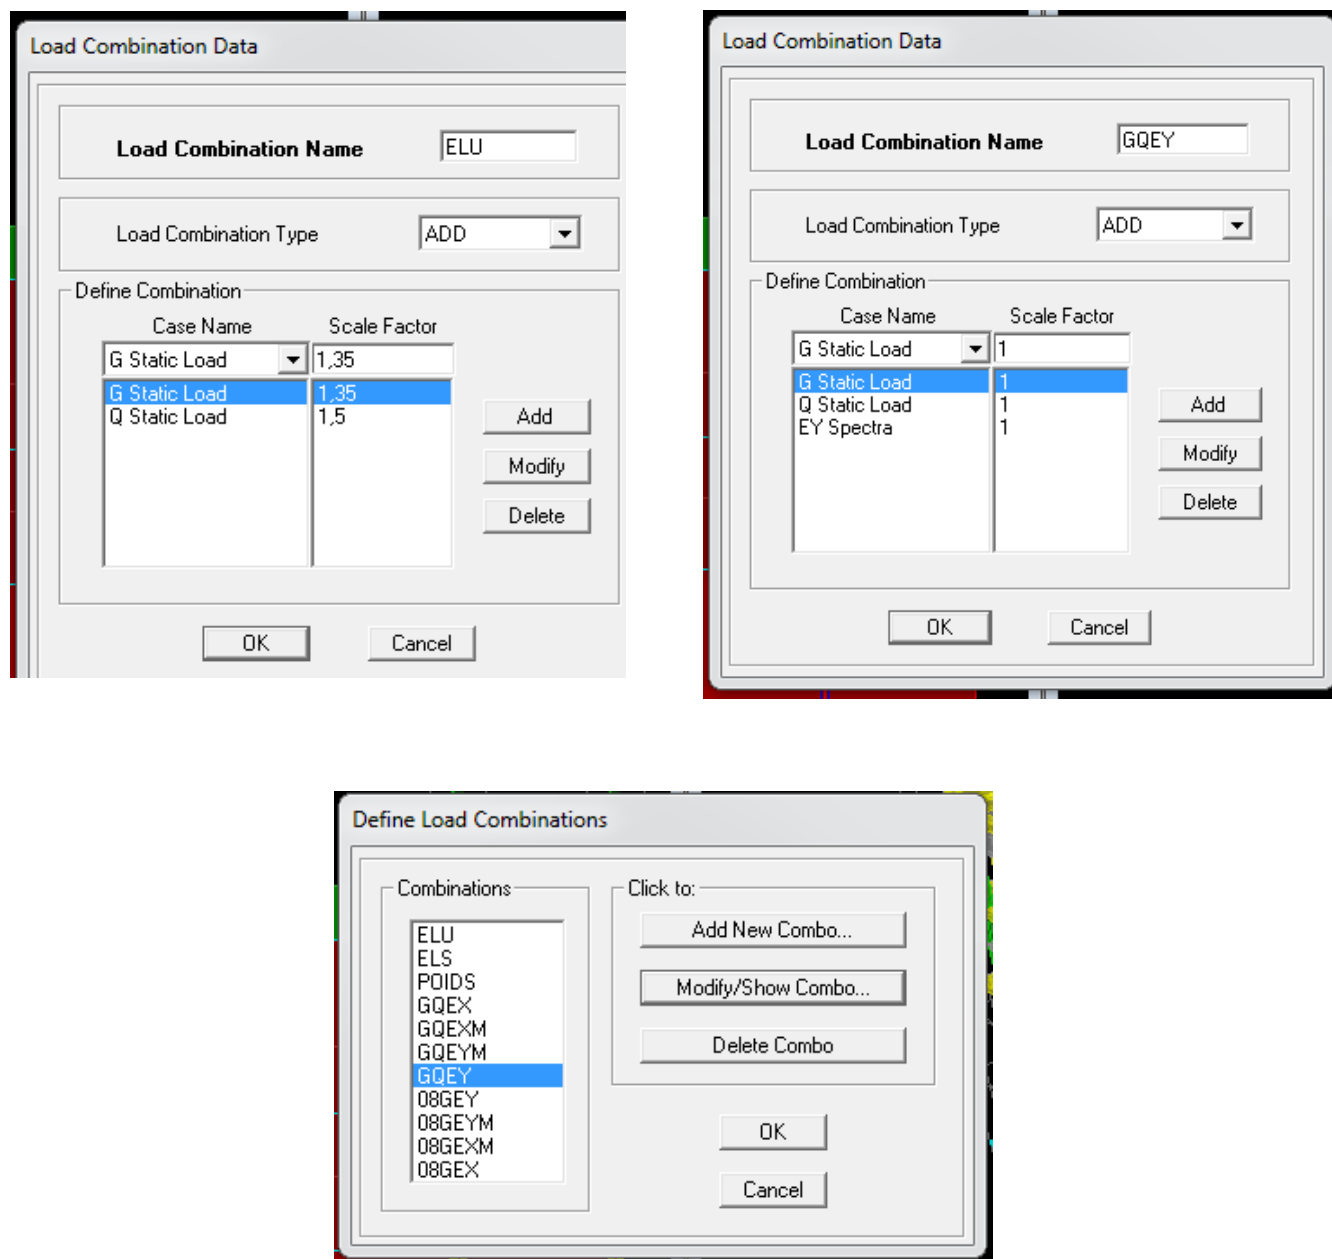 Load Combination Data
Load Combination Name ELU
Load Combination Type ADD
Define Combination
Case Name Scale Factor
G Static Load 1,35
G Static Load 1,35
Q Static Load 1,5
Add
Modify
Delete
OK Cancel
Load Combination Data
Load Combination Name GQEY
Load Combination Type ADD
Define Combination
Case Name Scale Factor
G Static Load 1
G Static Load 1
Q Static Load 1
EY Spectra 1
Add
Modify
Delete
OK Cancel
Define Load Combinations
Combinations
ELU
ELS
POIDS
GQEX
GQEXM
GQEYM
GQEY
08GEY
08GEYM
08GEXM
08GEX
Click to:
Add New Combo...
Modify/Show Combo...
Delete Combo
OK
Cancel